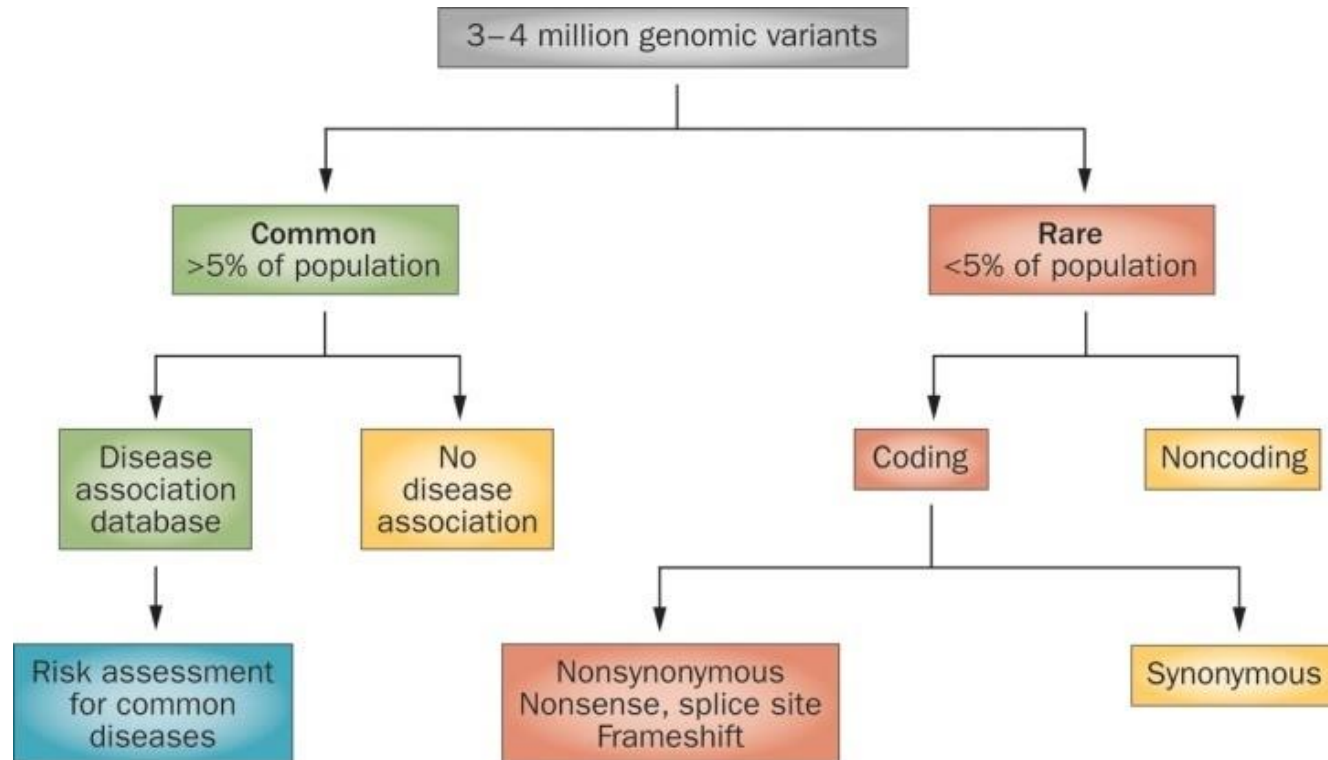 3–4 million genomic variants
Common
>5% of population
Rare
<5% of population
Disease
association
database
No
disease
association
Coding
Noncoding
Risk assessment
for common
diseases
Nonsynonymous
Nonsense, splice site
Frameshift
Synonymous